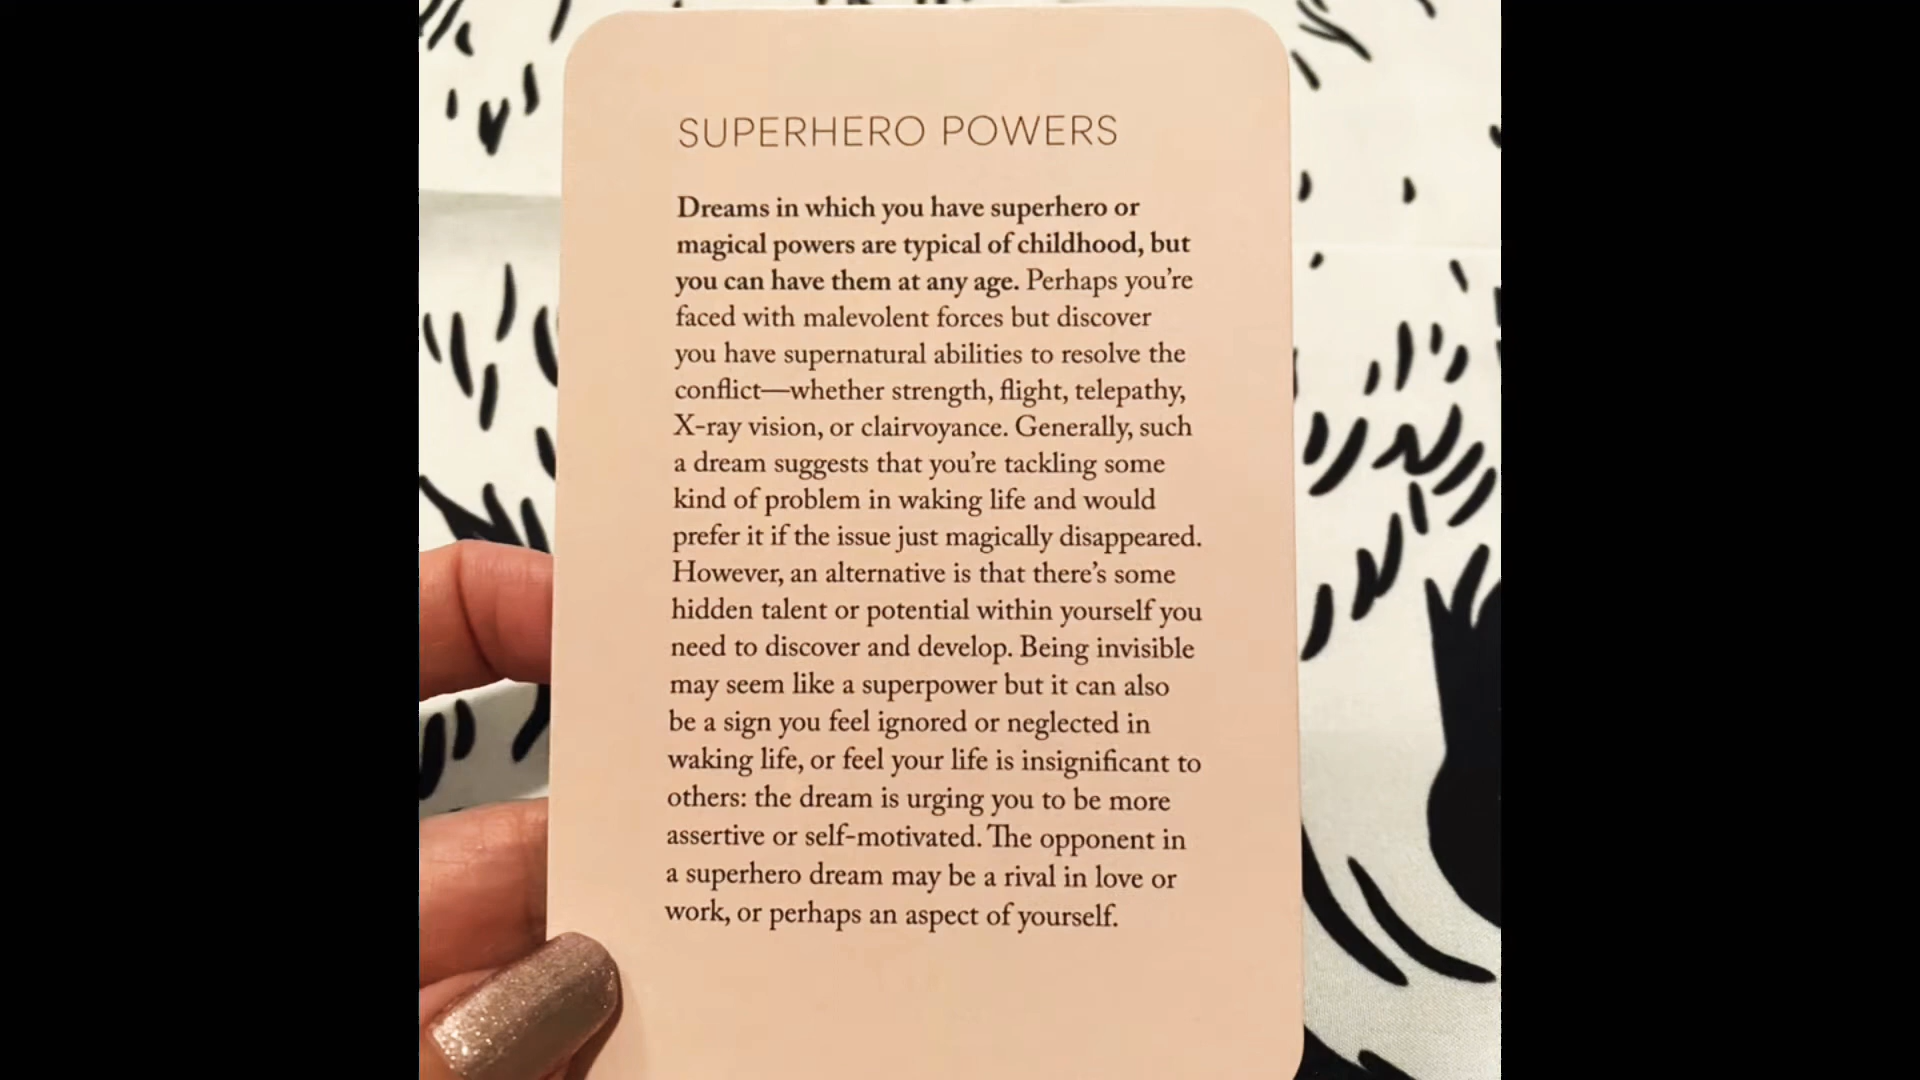 SUPERHERO POWERS
Dreams in which you have superhero or
magical powers are typical of childhood, but
you can have them at any age. Perhaps you're
faced with malevolent forces but discover
you have supernatural abilities to resolve the
conflict—whether strength, flight, telepathy,
X-ray vision, or clairvoyance. Generally, such
a dream suggests that you're tackling some
kind of problem in waking life and would
prefer it if the issue just magically disappeared.
However, an alternative is that there's some
hidden talent or potential within yourself you
need to discover and develop. Being invisible
may seem like a superpower but it can also
be a sign you feel ignored or neglected in
waking life, or feel your life is insignificant to
others: the dream is urging you to be more
assertive or self-motivated. The opponent in
a superhero dream may be a rival in love or
work, or perhaps an aspect of yourself.